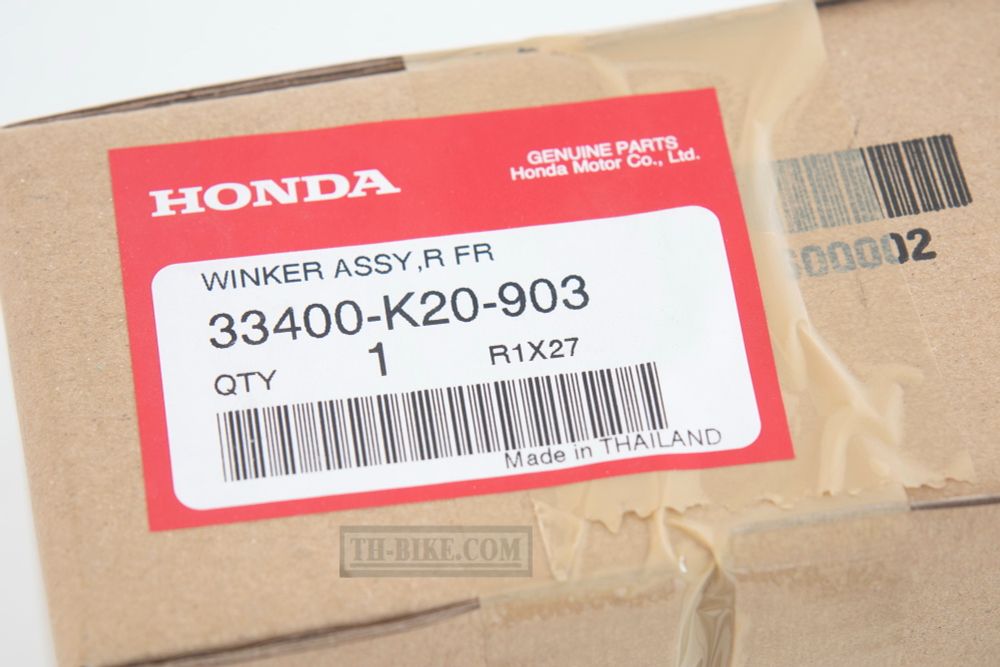 HONDA
GENUINE PARTS
Honda Motor Co., Ltd.
WINKER ASSY,R FR
33400-K20-903
QTY 1 R1X27
Made in THAILAND
TH-BIKE.COM